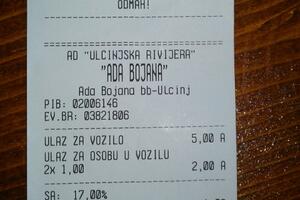 ODMAH!
AD "ULCINJSKA RIVIJERA"
"ADA BOJANA"
Ada Bojana bb-Ulcinj
PIB: 02006146
EV.BR: 03821806
ULAZ ZA VOZILO 5,00 A
ULAZ ZA OSOBU U VOZILU
2x 1,00 2,00 A
SA: 17,00%